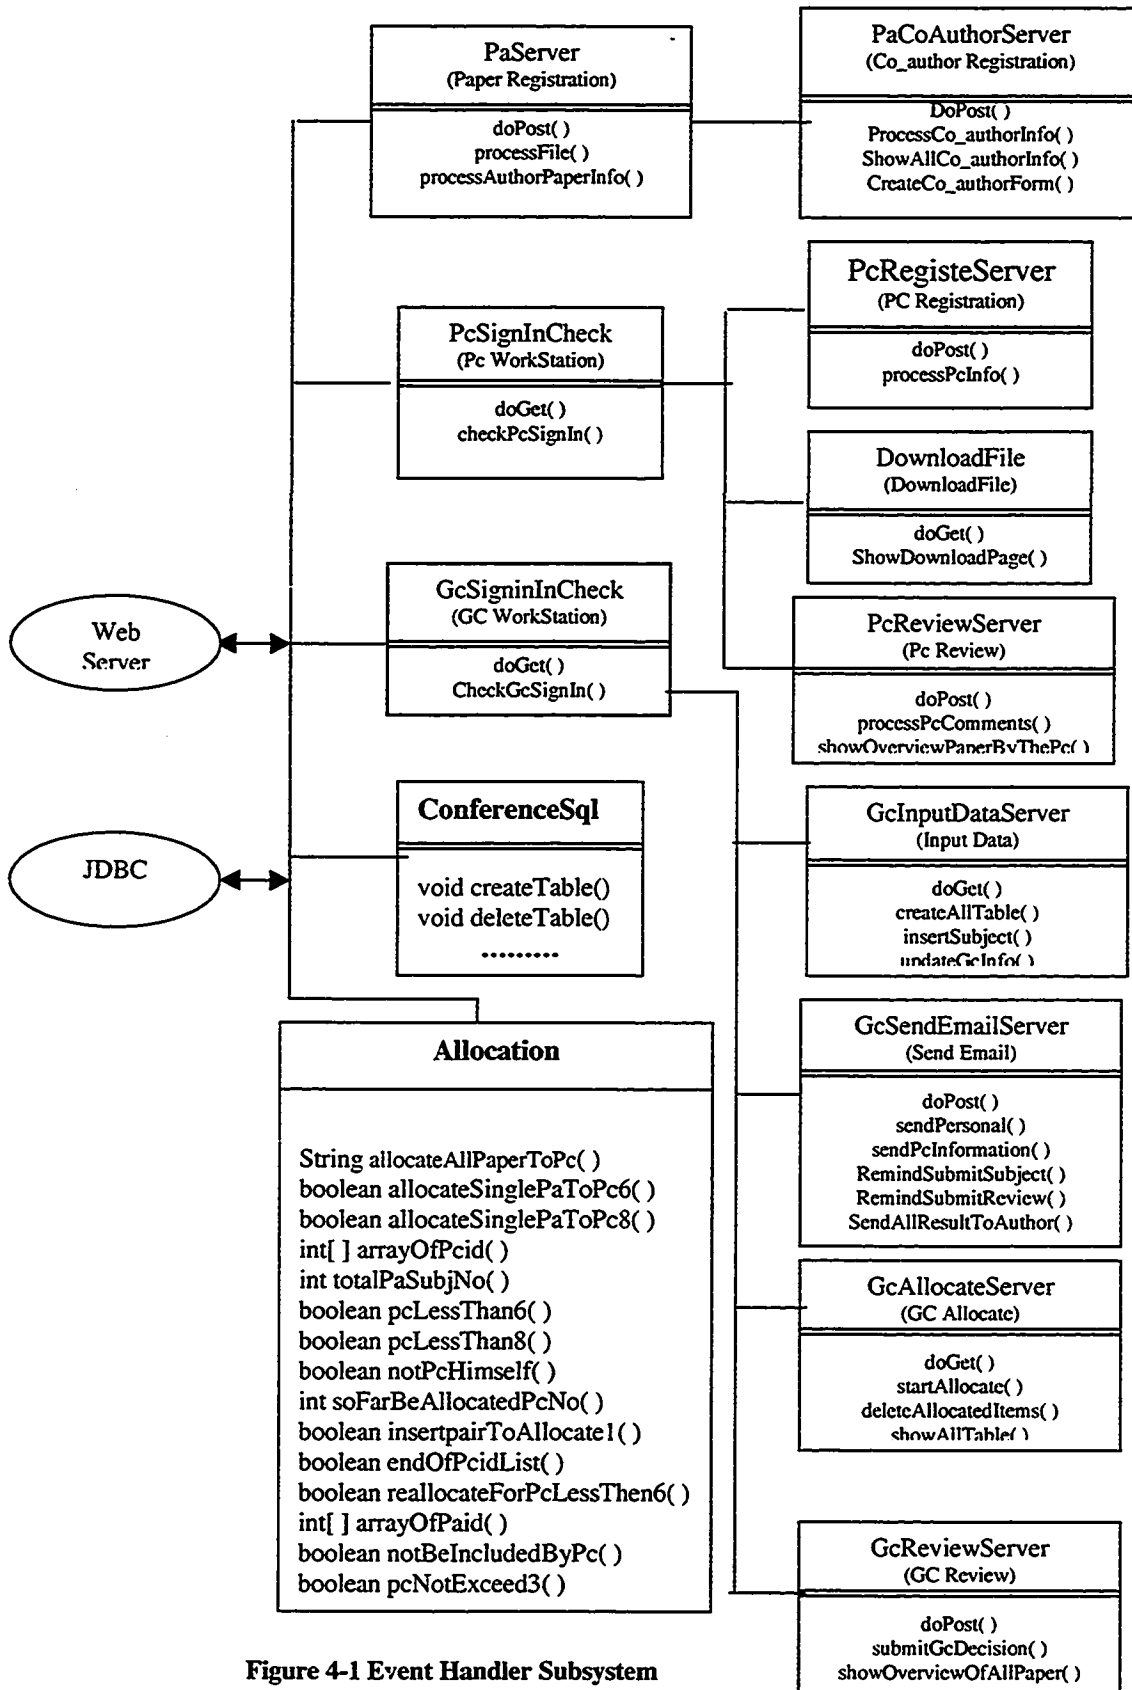 PaServer
(Paper Registration)
doPost( )
processFile( )
processAuthorPaperInfo( )
PaCoAuthorServer
(Co_author Registration)
DoPost( )
ProcessCo_authorInfo( )
ShowAllCo_authorInfo( )
CreateCo_authorForm( )
PcRegisteServer
(PC Registration)
doPost( )
processPcInfo( )
PcSignInCheck
(Pc WorkStation)
doGet( )
checkPcSignIn( )
DownloadFile
(DownloadFile)
doGet( )
ShowDownloadPage( )
GcSigninInCheck
(GC WorkStation)
doGet( )
CheckGcSignIn( )
Web
Server
PcReviewServer
(Pc Review)
doPost( )
processPcComments( )
showOverviewPaperByThePc( )
ConferenceSql
void createTable()
void deleteTable()
.........
JDBC
GcInputDataServer
(Input Data)
doGet( )
createAllTable( )
insertSubject( )
updateGcInfo( )
GcSendEmailServer
(Send Email)
doPost( )
sendPersonal( )
sendPcInformation( )
RemindSubmitSubject( )
RemindSubmitReview( )
SendAllResultToAuthor( )
Allocation
String allocateAllPaperToPc( )
boolean allocateSinglePaToPc6( )
boolean allocateSinglePaToPc8( )
int[ ] arrayOfPcid( )
int totalPaSubjNo( )
boolean pcLessThan6( )
boolean pcLessThan8( )
boolean notPcHimself( )
int soFarBeAllocatedPcNo( )
boolean insertpairToAllocate1( )
boolean endOfPcidList( )
boolean reallocateForPcLessThen6( )
int[ ] arrayOfPaid( )
boolean notBeIncludedByPc( )
boolean pcNotExceed3( )
GcAllocateServer
(GC Allocate)
doGet( )
startAllocate( )
deleteAllocatedItems( )
showAllTable( )
GcReviewServer
(GC Review)
doPost( )
submitGcDecision( )
showOverviewOfAllPaper( )
Figure 4-1 Event Handler Subsystem